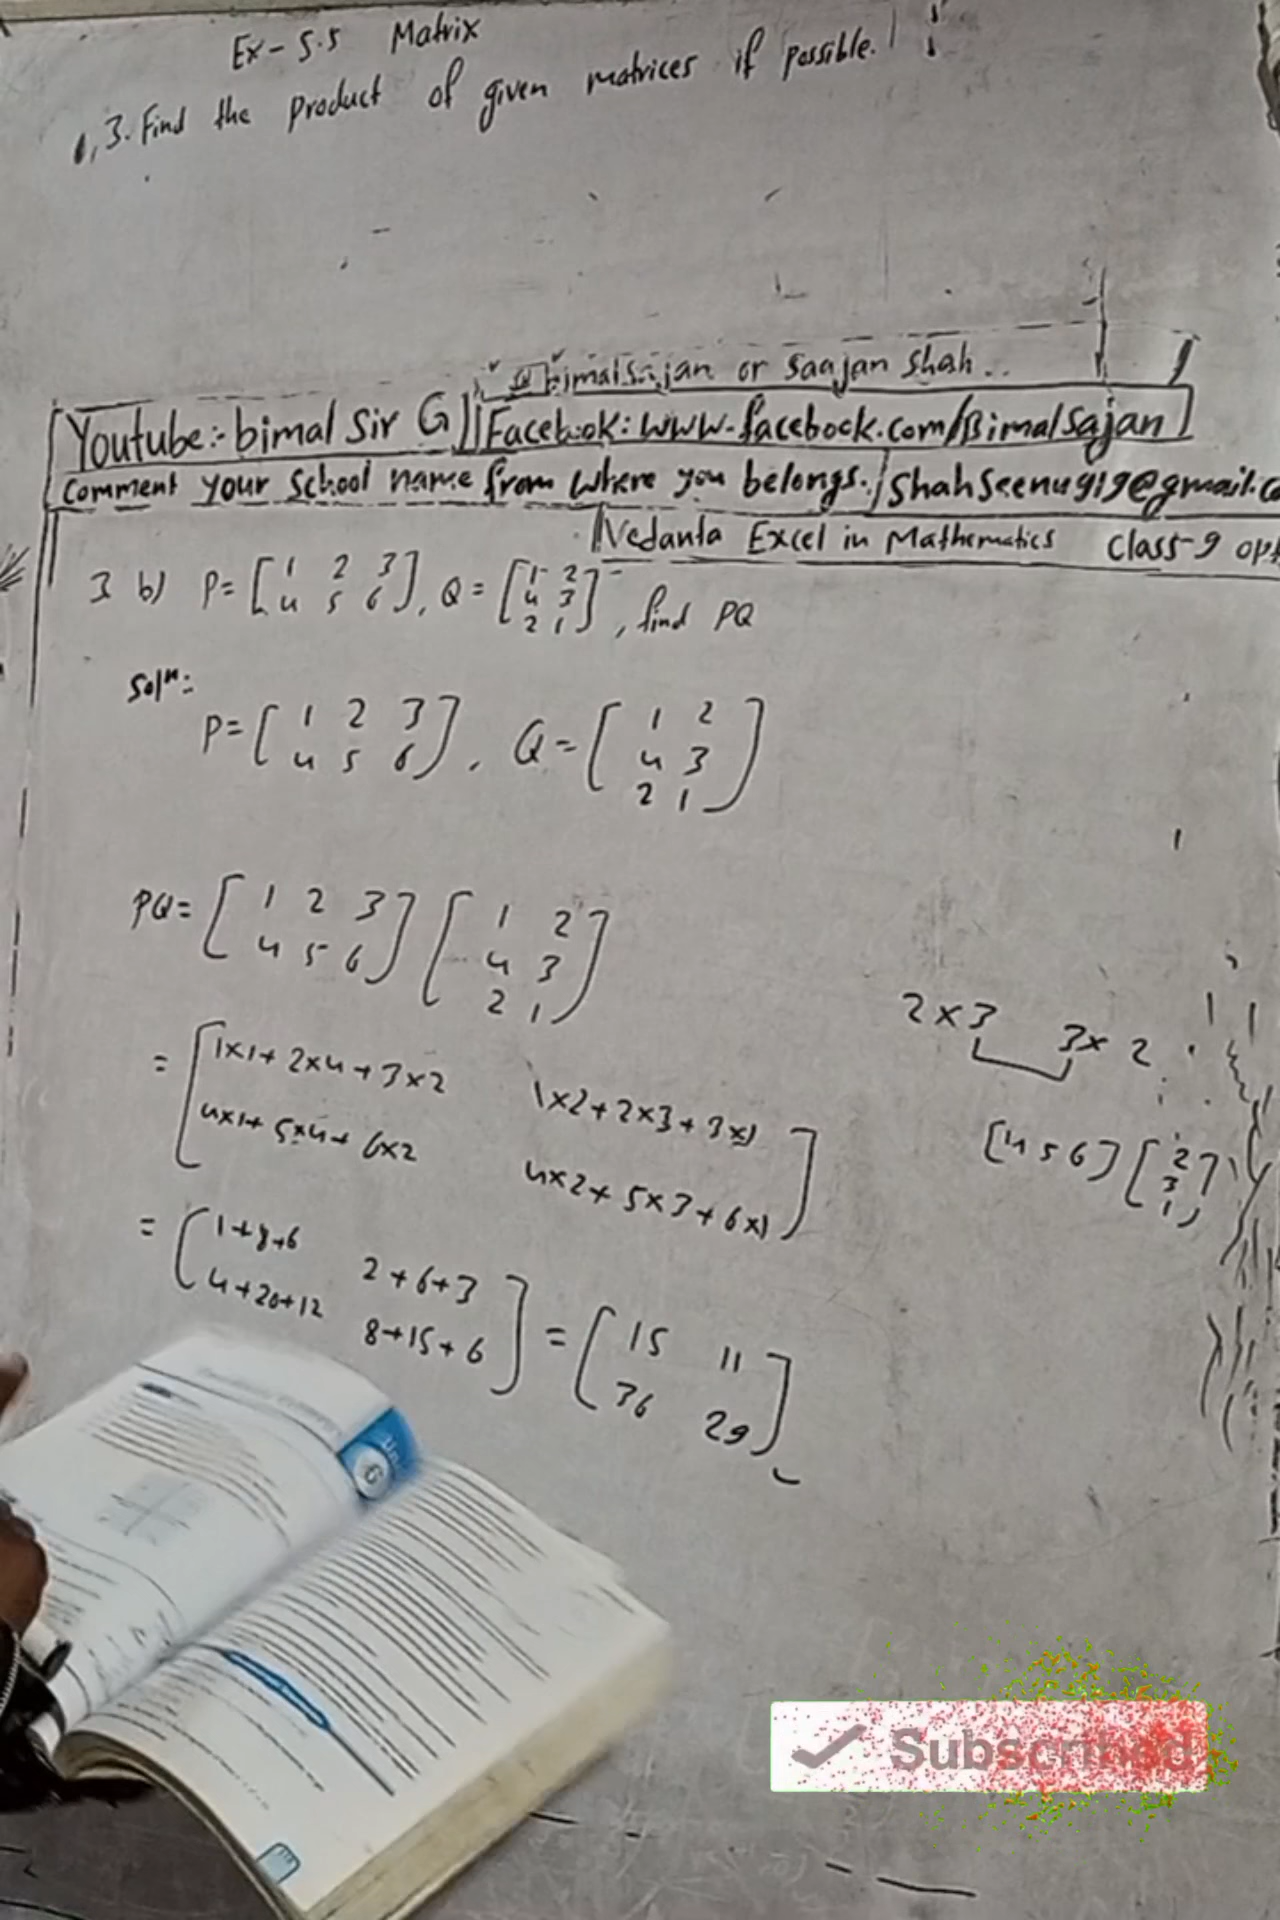 Ex-5.5 Matrix
1, 3. Find the product of given matrices if possible.
@bimalsajan or saajan shah..
Youtube:- bimal Sir G || Facebook: www.facebook.com/Bimalsajan
Comment your School name from where you belongs. / Shahseenu919@gmail.co
Vedanta Excel in Mathematics Class-9 opt
3 b) P= [1 2 3
4 5 6], Q = [1 2
4 3
2 1], find PQ
Solⁿ:
P= [1 2 3
4 5 6], Q = [1 2
4 3
2 1]
PQ= [1 2 3
4 5 6] [1 2
4 3
2 1]
2×3 3×2
= [1×1+2×4+3×2 1×2+2×3+3×1
4×1+5×4+6×2 4×2+5×3+6×1]
[4 5 6] [2
3
1]
= [1+8+6 2+6+3
4+20+12 8+15+6] = [15 11
36 29]
Subscribed